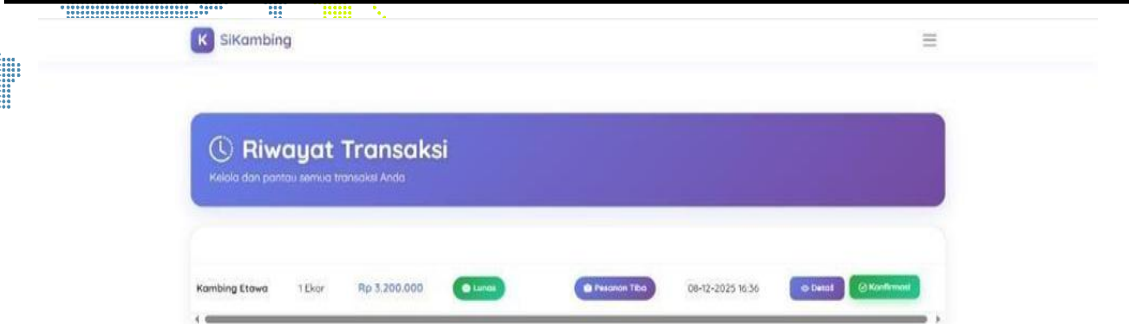 K SiKambing
Riwayat Transaksi
Kelola dan pantau semua transaksi Anda
Kambing Etawa 1 Ekor Rp 3.200.000 Lunas Pesanan Tiba 08-12-2025 16:36 Detail Konfirmasi